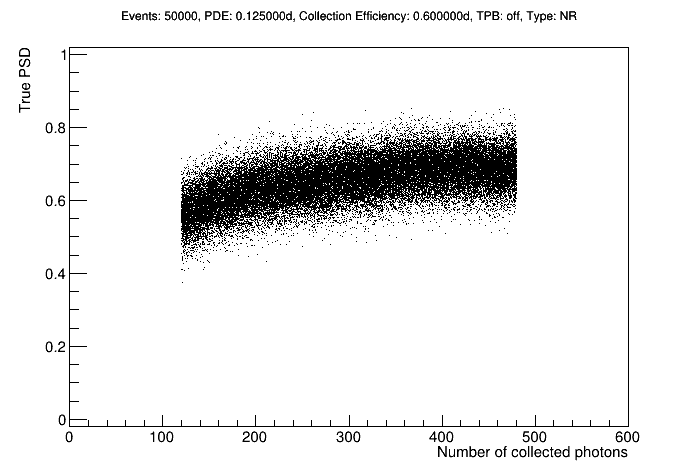 Events: 50000, PDE: 0.125000d, Collection Efficiency: 0.600000d, TPB: off, Type: NR
True PSD
1
0.8
0.6
0.4
0.2
0
0 100 200 300 400 500 600
Number of collected photons